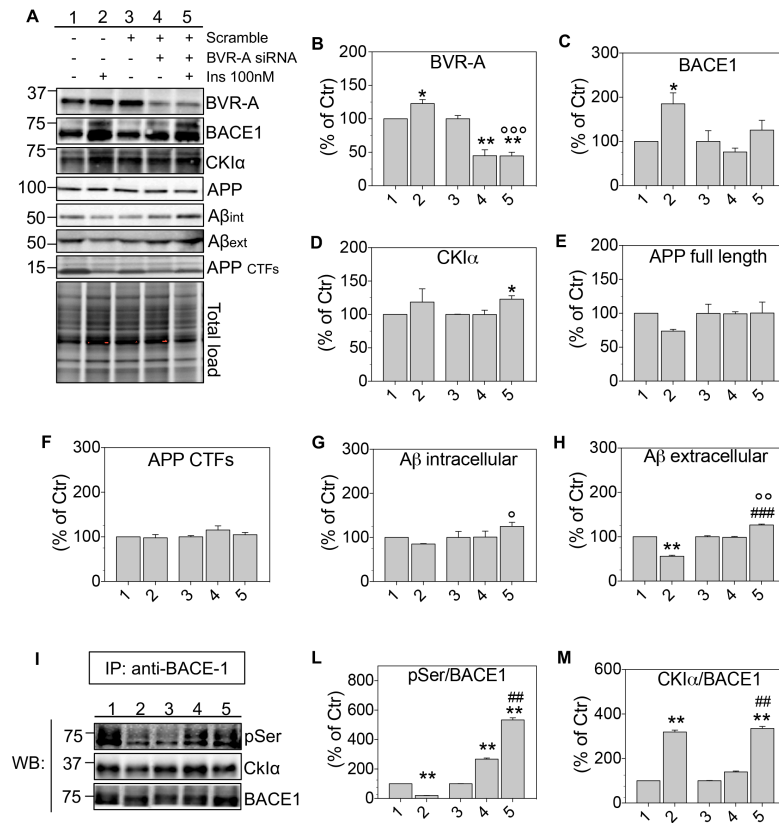 A
1 2 3 4 5
- - + + + Scramble
- - - + + BVR-A siRNA
- + - - + Ins 100nM
37 BVR-A
75 BACE1
75 CKIα
100 APP
50 Aβint
50 Aβext
15 APP CTFs
Total load
B
BVR-A
(% of Ctr)
200
150
100
50
0
*
**
°°°
**
1 2 3 4 5
C
BACE1
(% of Ctr)
300
200
100
0
*
1 2 3 4 5
D
CKIα
(% of Ctr)
200
150
100
50
0
*
1 2 3 4 5
E
APP full length
(% of Ctr)
200
150
100
50
0
1 2 3 4 5
F
APP CTFs
(% of Ctr)
300
200
100
0
1 2 3 4 5
G
Aβ intracellular
(% of Ctr)
300
200
100
0
°
1 2 3 4 5
H
Aβ extracellular
(% of Ctr)
300
200
100
0
**
°°
###
1 2 3 4 5
I
IP: anti-BACE-1
1 2 3 4 5
WB:
75 pSer
37 CkIα
75 BACE1
L
pSer/BACE1
(% of Ctr)
800
600
400
200
0
**
**
##
**
1 2 3 4 5
M
CKIα/BACE1
(% of Ctr)
600
400
200
0
**
##
**
1 2 3 4 5